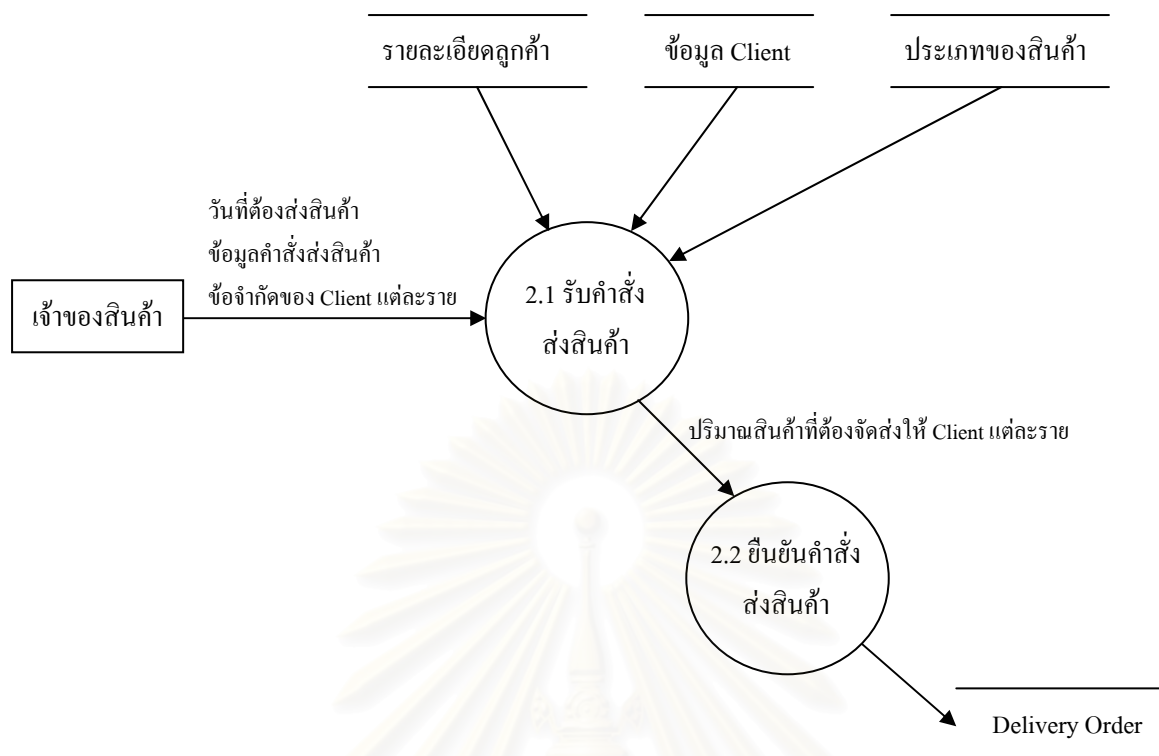 รายละเอียดลูกค้า
ข้อมูล Client
ประเภทของสินค้า
วันที่ต้องส่งสินค้า
ข้อมูลคำสั่งส่งสินค้า
ข้อจำกัดของ Client แต่ละราย
เจ้าของสินค้า
2.1 รับคำสั่ง
ส่งสินค้า
ปริมาณสินค้าที่ต้องจัดส่งให้ Client แต่ละราย
2.2 ยืนยันคำสั่ง
ส่งสินค้า
Delivery Order